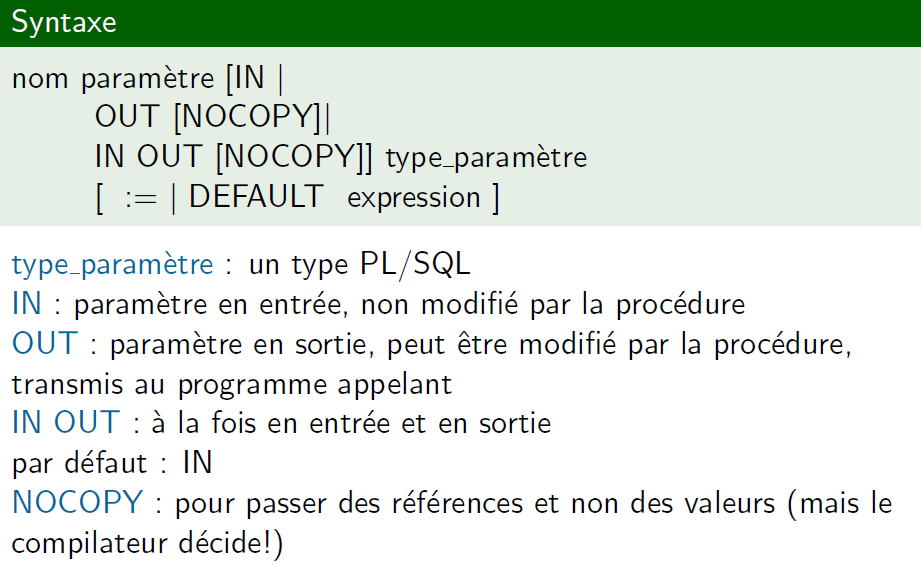 Syntaxe
nom paramètre [IN |
OUT [NOCOPY]|
IN OUT [NOCOPY]] type_paramètre
[ := | DEFAULT expression ]
type_paramètre : un type PL/SQL
IN : paramètre en entrée, non modifié par la procédure
OUT : paramètre en sortie, peut être modifié par la procédure,
transmis au programme appelant
IN OUT : à la fois en entrée et en sortie
par défaut : IN
NOCOPY : pour passer des références et non des valeurs (mais le
compilateur décide!)